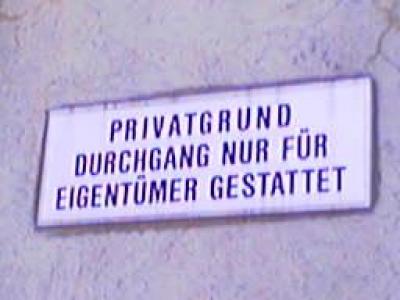 PRIVATGRUND
DURCHGANG NUR FÜR
EIGENTÜMER GESTATTET